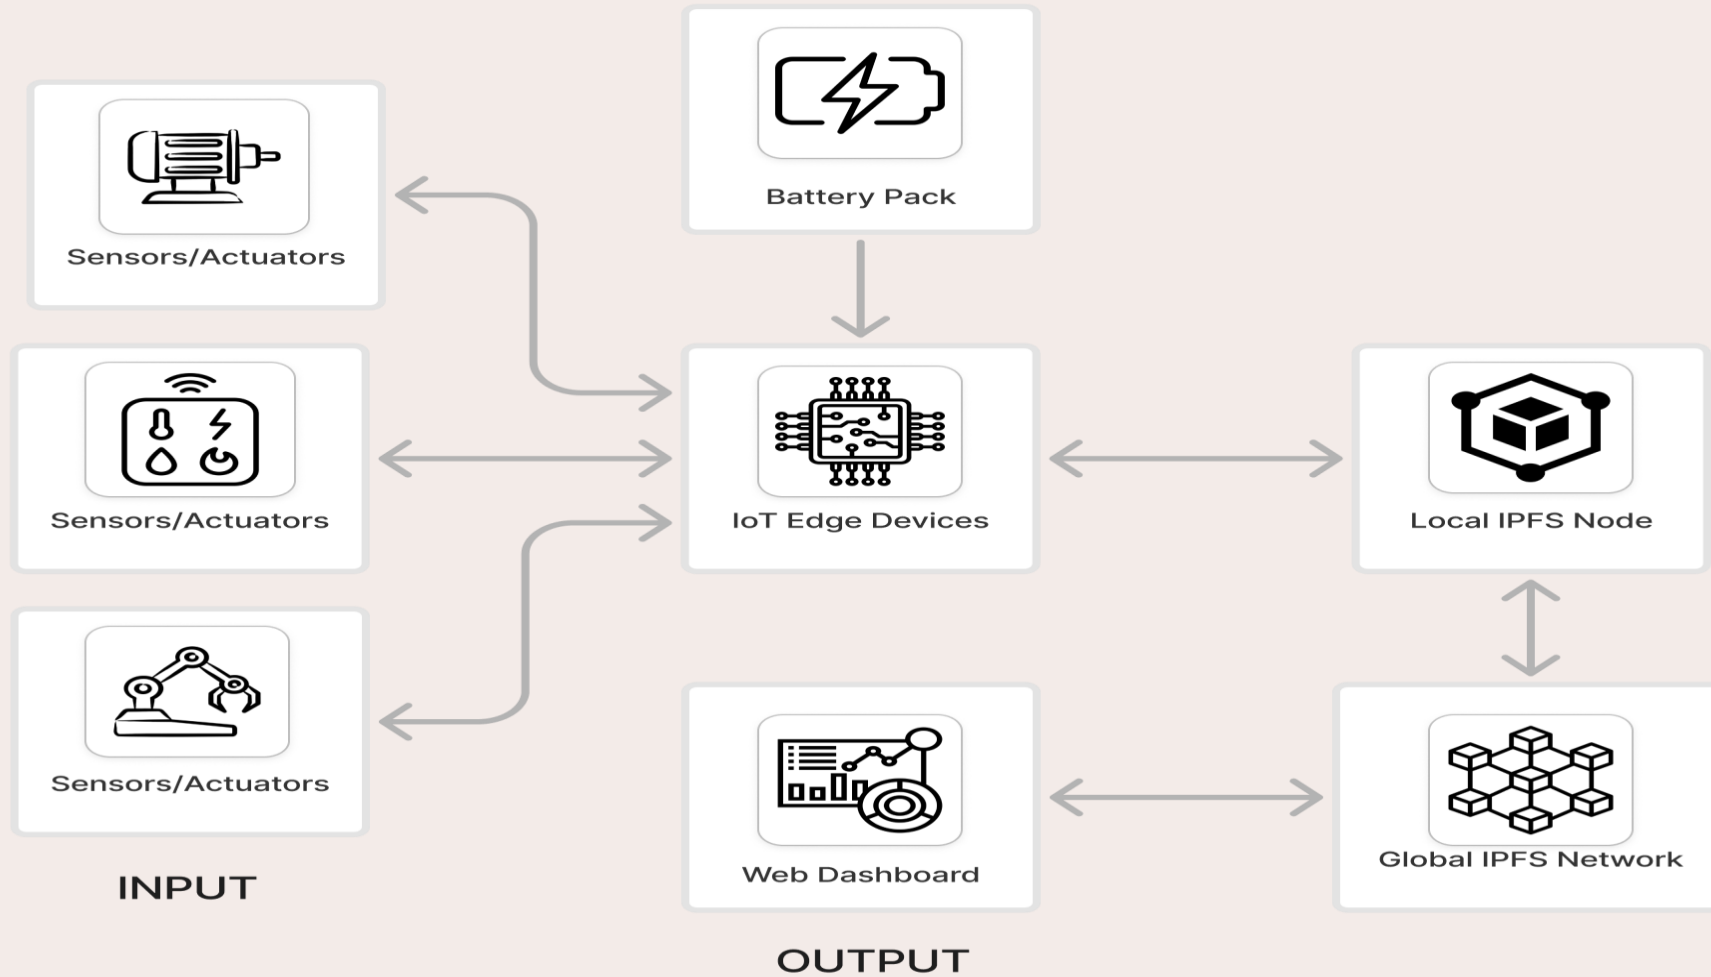 Battery Pack
Sensors/Actuators
Sensors/Actuators
IoT Edge Devices
Local IPFS Node
Sensors/Actuators
Web Dashboard
Global IPFS Network
INPUT
OUTPUT